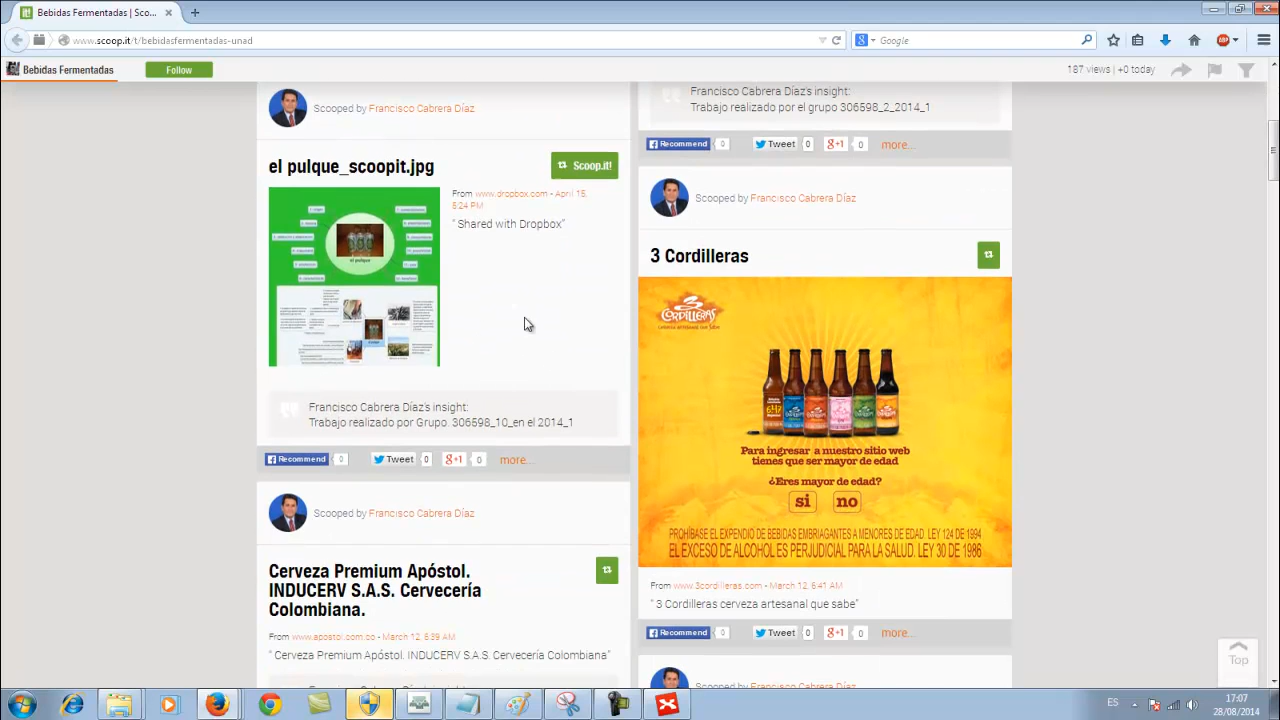 Bebidas Fermentadas | Sco...
www.scoop.it/t/bebidasfermentadas-unad
Google
Bebidas Fermentadas
Follow
187 views | +0 today
Scooped by Francisco Cabrera Díaz
el pulque_scoopit.jpg
Scoop.it!
From www.dropbox.com - April 15,
5:24 PM
" Shared with Dropbox"
el pulque
Francisco Cabrera Díaz's insight:
Trabajo realizado por Grupo. 306598_10_en el 2014_1
Recommend 0 Tweet 0 +1 0 more...
Scooped by Francisco Cabrera Díaz
Cerveza Premium Apóstol.
INDUCERV S.A.S. Cervecería
Colombiana.
From www.apostol.com.co - March 12, 6:39 AM
" Cerveza Premium Apóstol. INDUCERV S.A.S. Cervecería Colombiana"
Francisco Cabrera Díaz's insight:
Trabajo realizado por el grupo 306598_2_2014_1
Recommend 0 Tweet 0 +1 0 more...
Scooped by Francisco Cabrera Díaz
3 Cordilleras
3
CORDILLERAS
Para ingresar a nuestro sitio web
tienes que ser mayor de edad
¿Eres mayor de edad?
si no
PROHÍBASE EL EXPENDIO DE BEBIDAS EMBRIAGANTES A MENORES DE EDAD. LEY 124 DE 1994
EL EXCESO DE ALCOHOL ES PERJUDICIAL PARA LA SALUD. LEY 30 DE 1986
From www.3cordilleras.com - March 12, 6:41 AM
" 3 Cordilleras cerveza artesanal que sabe"
Recommend 0 Tweet 0 +1 0 more...
Scooped by Francisco Cabrera Díaz
Top
ES
17:07
28/08/2014